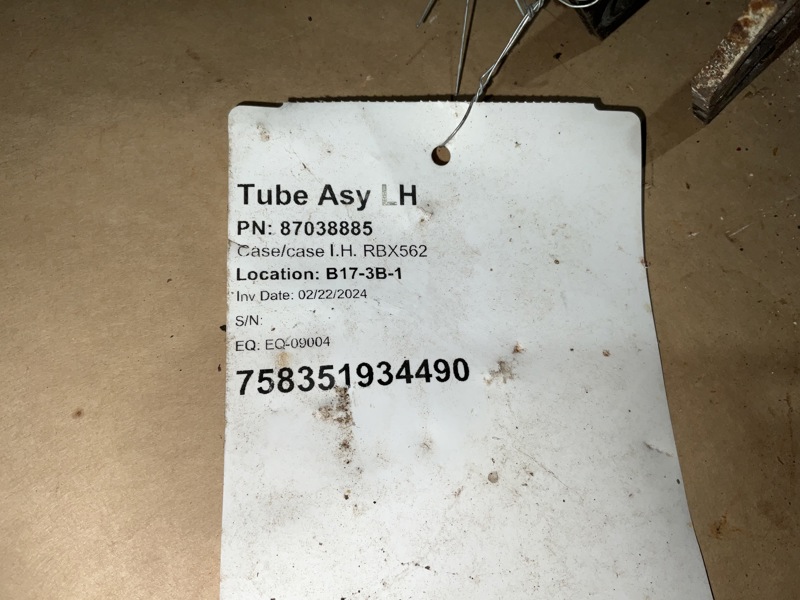 Tube Asy LH
PN: 87038885
Case/case I.H. RBX562
Location: B17-3B-1
Inv Date: 02/22/2024
S/N:
EQ: EQ-09004
758351934490